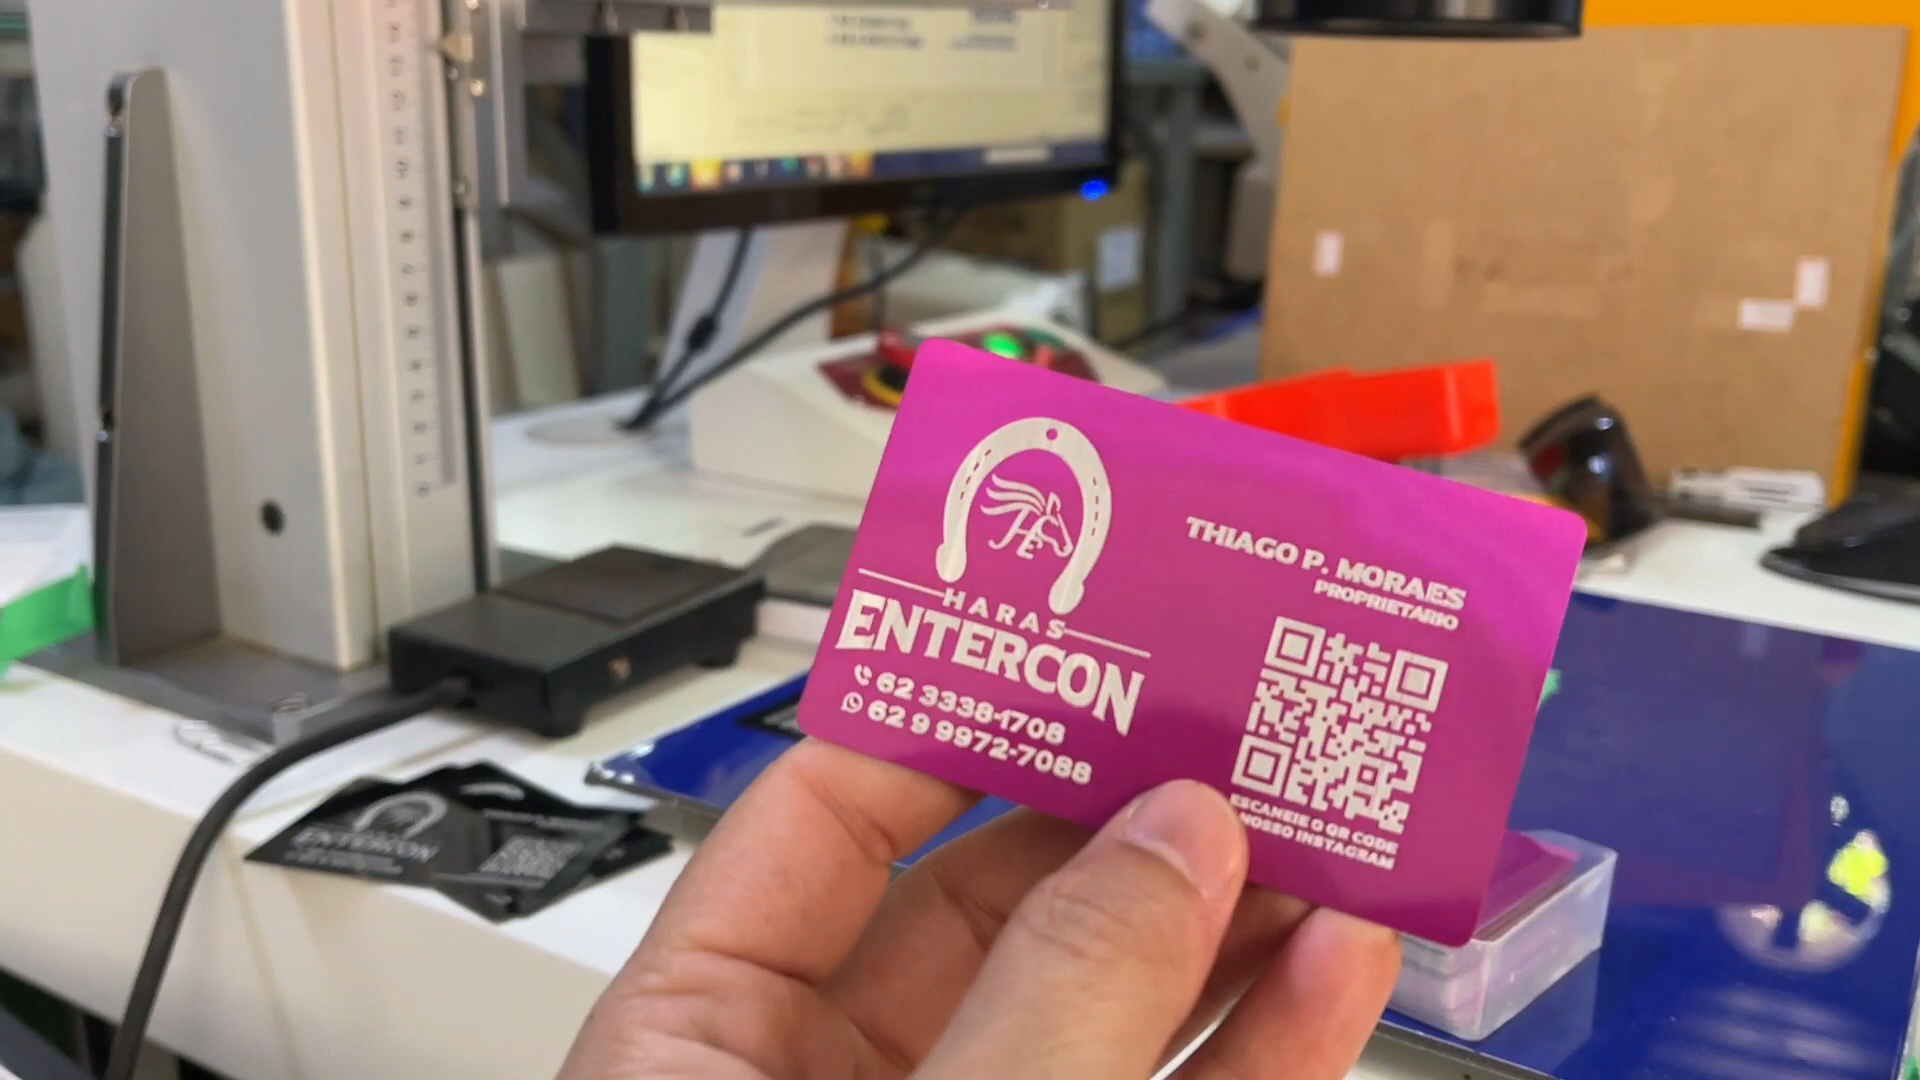 HE
HARAS
ENTERCON
62 3338-1708
62 9 9972-7088
THIAGO P. MORAES
PROPRIETÁRIO
ESCANEIE O QR CODE
NOSSO INSTAGRAM
ENTERCON